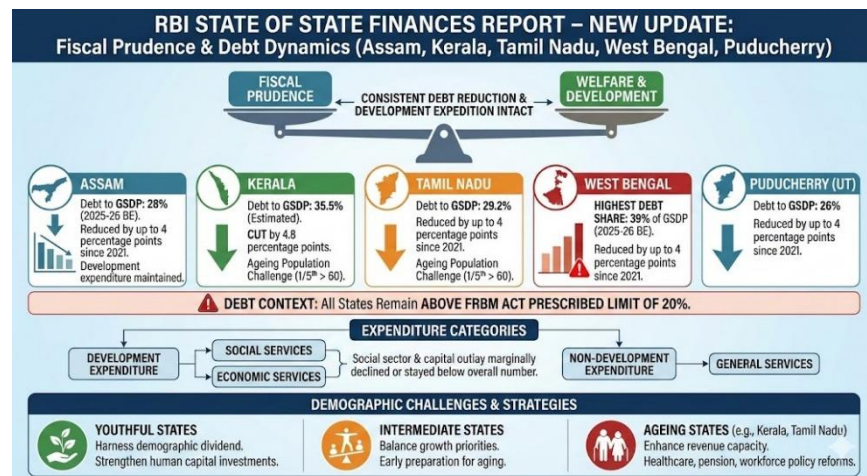 RBI STATE OF STATE FINANCES REPORT – NEW UPDATE:
Fiscal Prudence & Debt Dynamics (Assam, Kerala, Tamil Nadu, West Bengal, Puducherry)
FISCAL
PRUDENCE
CONSISTENT DEBT REDUCTION &
DEVELOPMENT EXPEDITION INTACT
WELFARE &
DEVELOPMENT
ASSAM
Debt to GSDP: 28%
(2025-26 BE).
Reduced by up to 4
percentage points
since 2021.
Development
expenditure maintained.
KERALA
Debt to GSDP: 35.5%
(Estimated).
CUT by 4.8
percentage points.
Ageing Population
Challenge (1/5th > 60).
TAMIL NADU
Debt to GSDP: 29.2%
Reduced by up to 4
percentage points
since 2021.
Ageing Population
Challenge (1/5th > 60).
WEST BENGAL
HIGHEST DEBT
SHARE: 39% of GSDP
(2025-26 BE).
Reduced by up to 4
percentage points
since 2021.
PUDUCHERRY (UT)
Debt to GSDP: 26%
Reduced by up to 4
percentage points
since 2021.
DEBT CONTEXT: All States Remain ABOVE FRBM ACT PRESCRIBED LIMIT OF 20%.
EXPENDITURE CATEGORIES
DEVELOPMENT
EXPENDITURE
SOCIAL SERVICES
ECONOMIC SERVICES
Social sector & capital outlay marginally
declined or stayed below overall number.
NON-DEVELOPMENT
EXPENDITURE
GENERAL SERVICES
DEMOGRAPHIC CHALLENGES & STRATEGIES
YOUTHFUL STATES
Harness demographic dividend.
Strengthen human capital investments.
INTERMEDIATE STATES
Balance growth priorities.
Early preparation for aging.
AGEING STATES (e.g., Kerala, Tamil Nadu)
Enhance revenue capacity.
Healthcare, pension, workforce policy reforms.